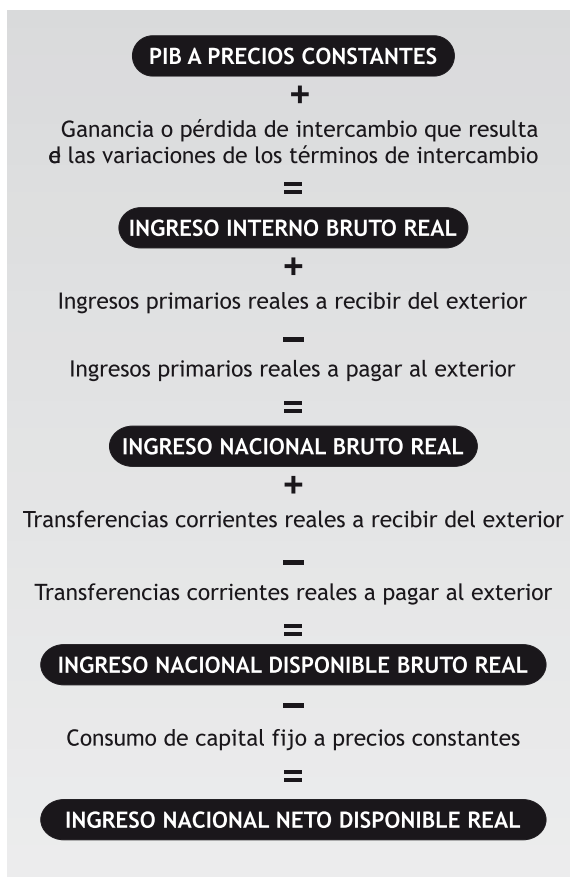 PIB A PRECIOS CONSTANTES
+
Ganancia o pérdida de intercambio que resulta
d las variaciones de los términos de intercambio
=
INGRESO INTERNO BRUTO REAL
+
Ingresos primarios reales a recibir del exterior
−
Ingresos primarios reales a pagar al exterior
=
INGRESO NACIONAL BRUTO REAL
+
Transferencias corrientes reales a recibir del exterior
−
Transferencias corrientes reales a pagar al exterior
=
INGRESO NACIONAL DISPONIBLE BRUTO REAL
−
Consumo de capital fijo a precios constantes
=
INGRESO NACIONAL NETO DISPONIBLE REAL